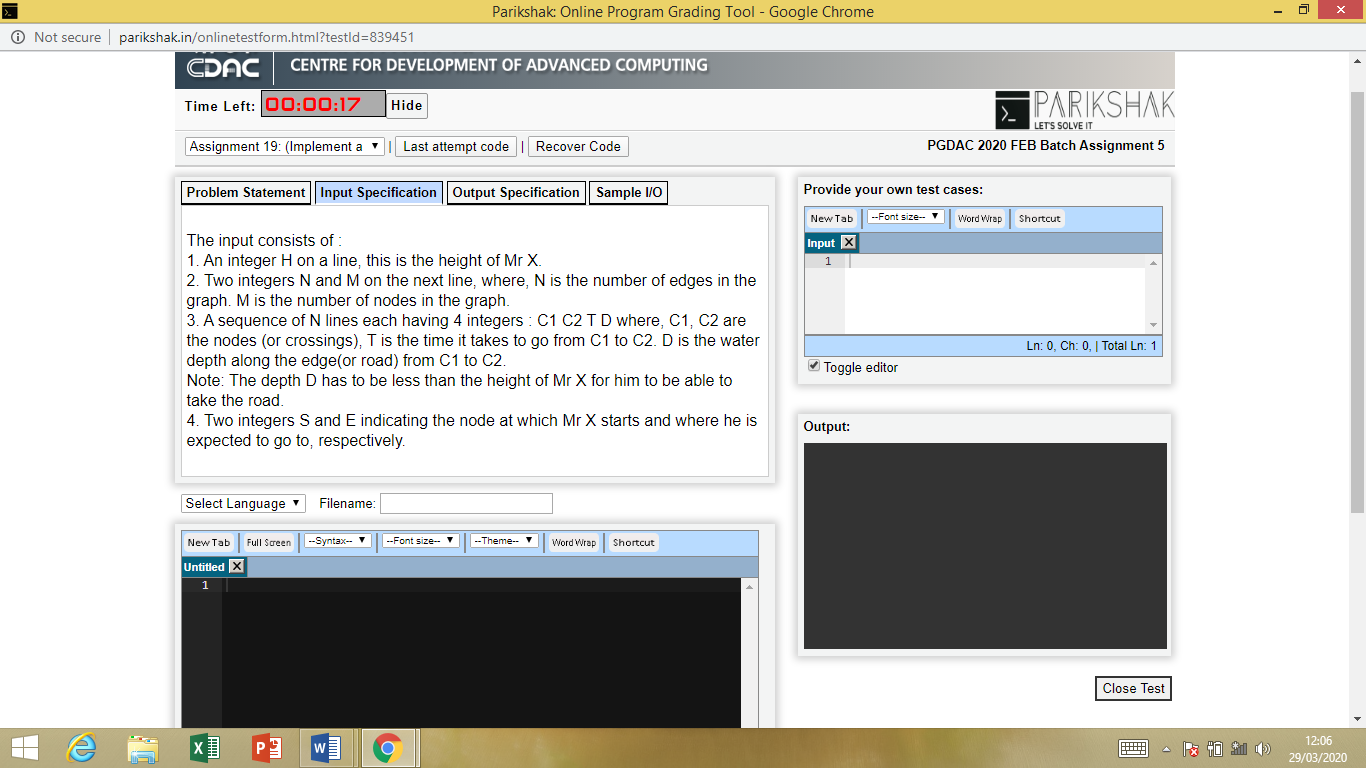 Parikshak: Online Program Grading Tool - Google Chrome
Not secure | parikshak.in/onlinetestform.html?testId=839451
CDAC CENTRE FOR DEVELOPMENT OF ADVANCED COMPUTING
Time Left: 00:00:17 Hide
PARIKSHAK
LET'S SOLVE IT
Assignment 19: (Implement a | Last attempt code | Recover Code
PGDAC 2020 FEB Batch Assignment 5
Problem Statement Input Specification Output Specification Sample I/O
The input consists of :
1. An integer H on a line, this is the height of Mr X.
2. Two integers N and M on the next line, where, N is the number of edges in the
graph. M is the number of nodes in the graph.
3. A sequence of N lines each having 4 integers : C1 C2 T D where, C1, C2 are
the nodes (or crossings), T is the time it takes to go from C1 to C2. D is the water
depth along the edge(or road) from C1 to C2.
Note: The depth D has to be less than the height of Mr X for him to be able to
take the road.
4. Two integers S and E indicating the node at which Mr X starts and where he is
expected to go to, respectively.
Select Language Filename:
New Tab Full Screen --Syntax-- --Font size-- --Theme-- Word Wrap Shortcut
Untitled X
1
Provide your own test cases:
New Tab --Font size-- Word Wrap Shortcut
Input X
1
Ln: 0, Ch: 0, | Total Ln: 1
Toggle editor
Output:
Close Test
12:06
29/03/2020